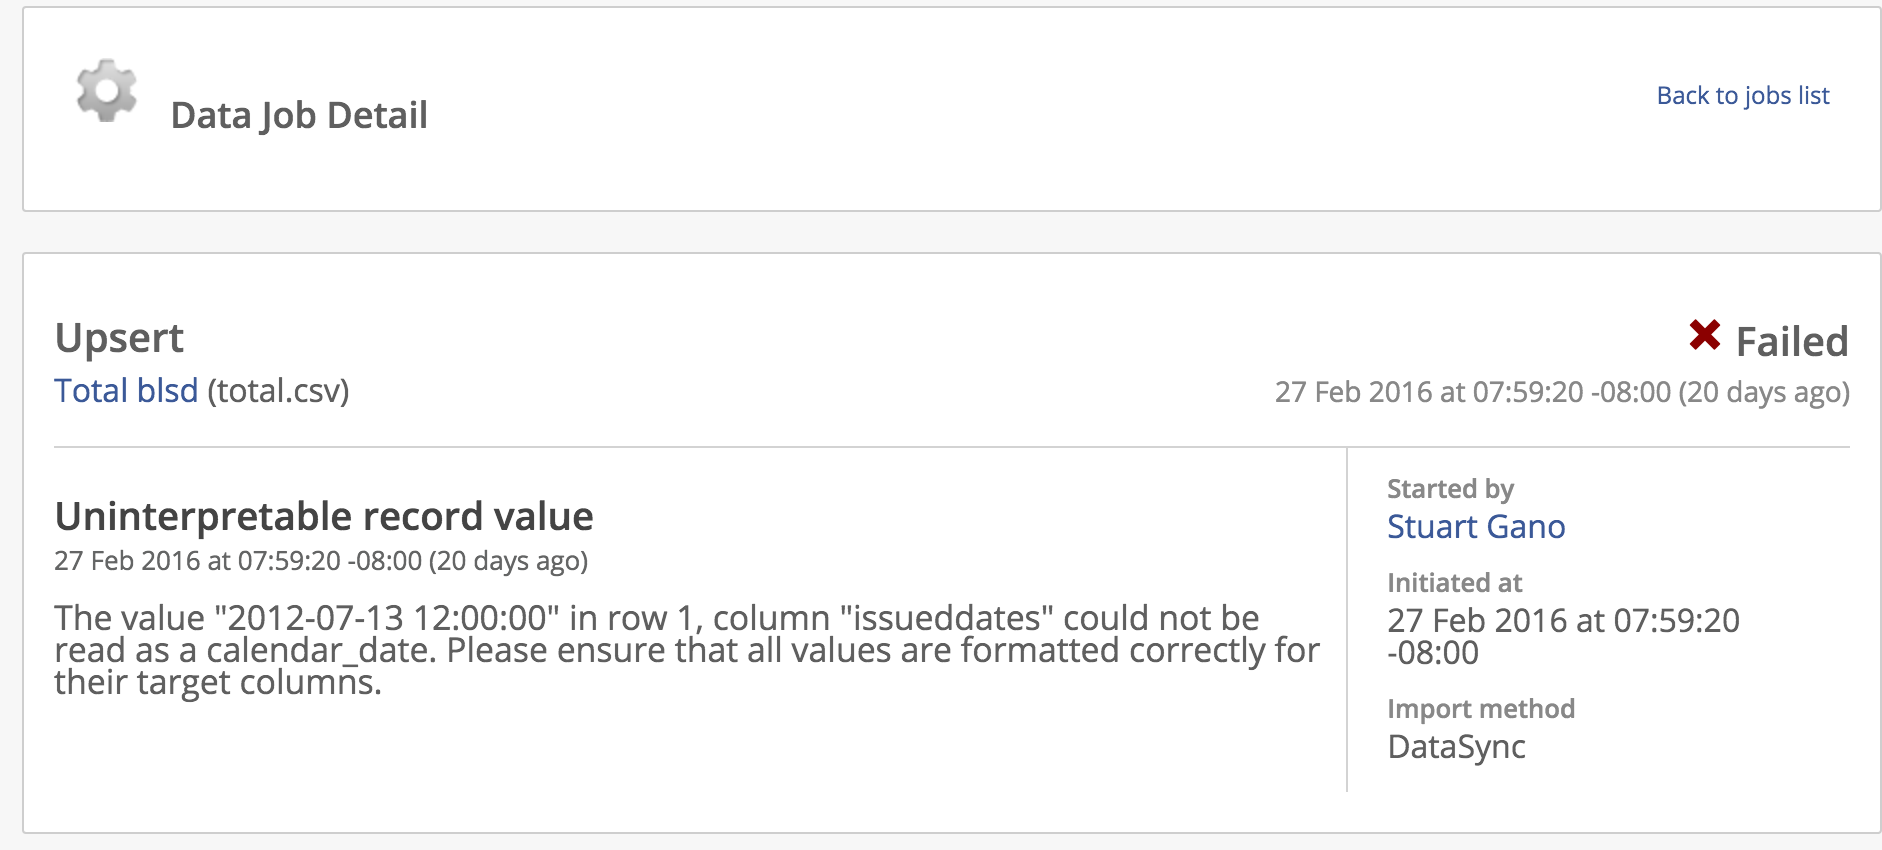 Data Job Detail
Back to jobs list
Upsert
Failed
Total blsd (total.csv)
27 Feb 2016 at 07:59:20 -08:00 (20 days ago)
Uninterpretable record value
27 Feb 2016 at 07:59:20 -08:00 (20 days ago)
The value "2012-07-13 12:00:00" in row 1, column "issueddates" could not be
read as a calendar_date. Please ensure that all values are formatted correctly for
their target columns.
Started by
Stuart Gano
Initiated at
27 Feb 2016 at 07:59:20
-08:00
Import method
DataSync